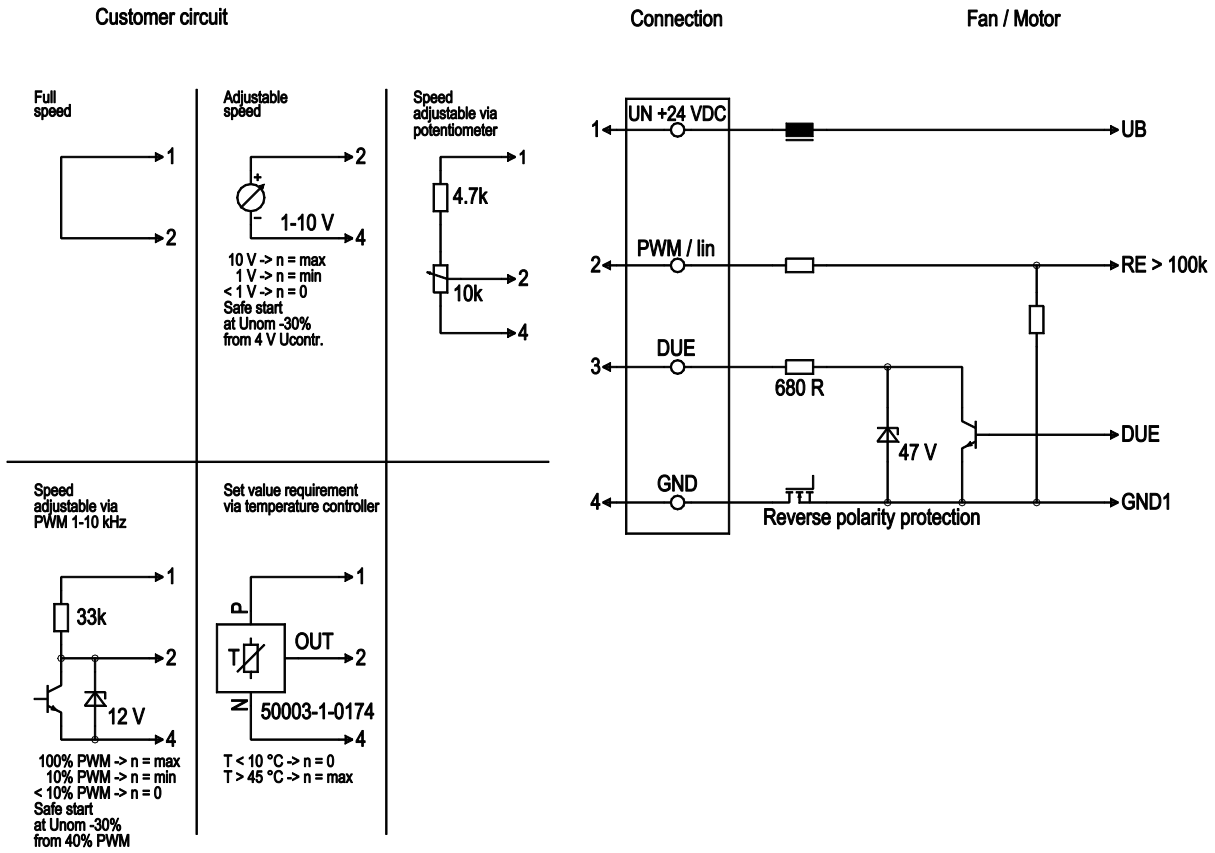 Customer circuit
Connection
Fan / Motor
Full
speed
1
2
Adjustable
speed
2
+
–
1-10 V
4
10 V -> n = max
1 V -> n = min
< 1 V -> n = 0
Safe start
at Unom -30%
from 4 V Ucontr.
Speed
adjustable via
potentiometer
1
4.7k
2
10k
4
Speed
adjustable via
PWM 1-10 kHz
1
33k
2
12 V
4
100% PWM -> n = max
10% PWM -> n = min
< 10% PWM -> n = 0
Safe start
at Unom -30%
from 40% PWM
Set value requirement
via temperature controller
1
P
T
OUT
2
N
50003-1-0174
4
T < 10 °C -> n = 0
T > 45 °C -> n = max
UN +24 VDC
1
UB
PWM / lin
2
RE > 100k
DUE
3
680 R
47 V
DUE
GND
4
GND1
Reverse polarity protection